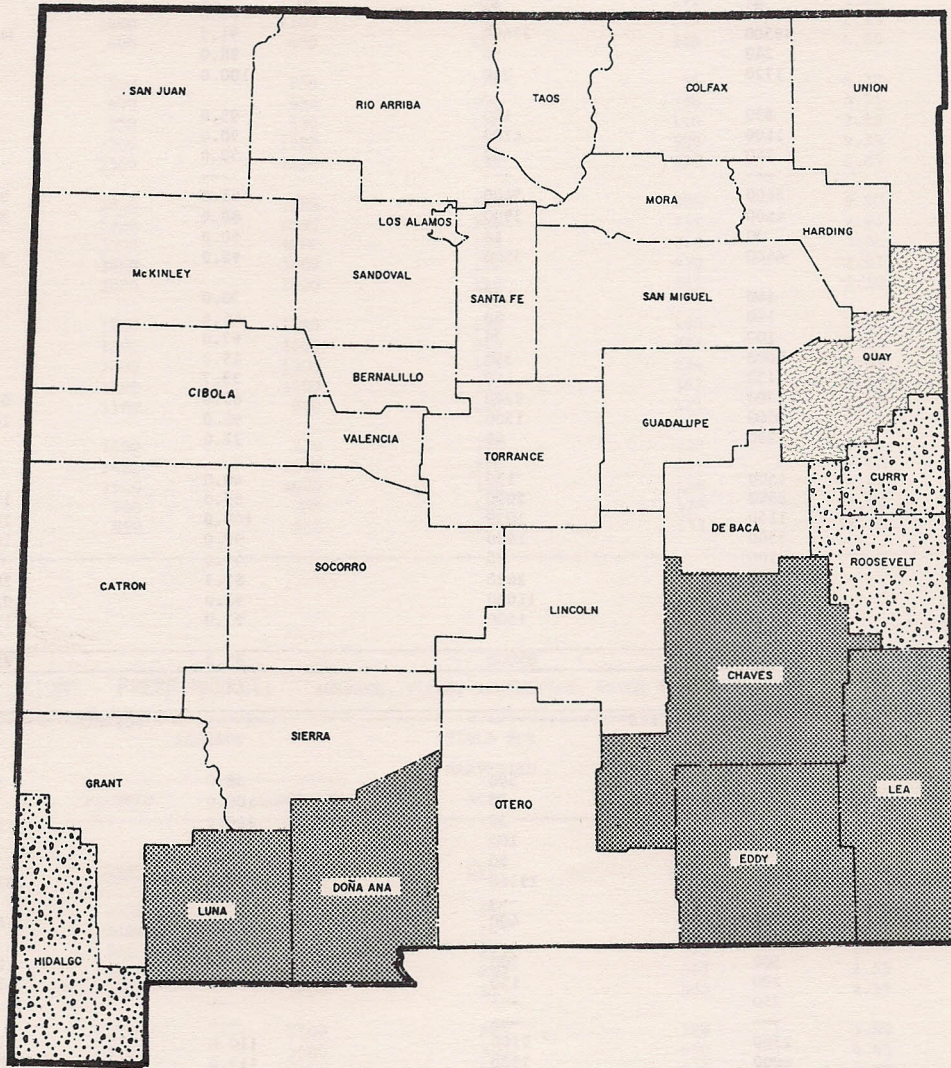 SAN JUAN
RIO ARRIBA
TAOS
COLFAX
UNION
MORA
LOS ALAMOS
HARDING
McKINLEY
SANDOVAL
SANTA FE
SAN MIGUEL
QUAY
BERNALILLO
CIBOLA
GUADALUPE
VALENCIA
TORRANCE
CURRY
DE BACA
ROOSEVELT
SOCORRO
CATRON
LINCOLN
CHAVES
SIERRA
GRANT
LEA
OTERO
EDDY
DOÑA ANA
LUNA
HIDALGO